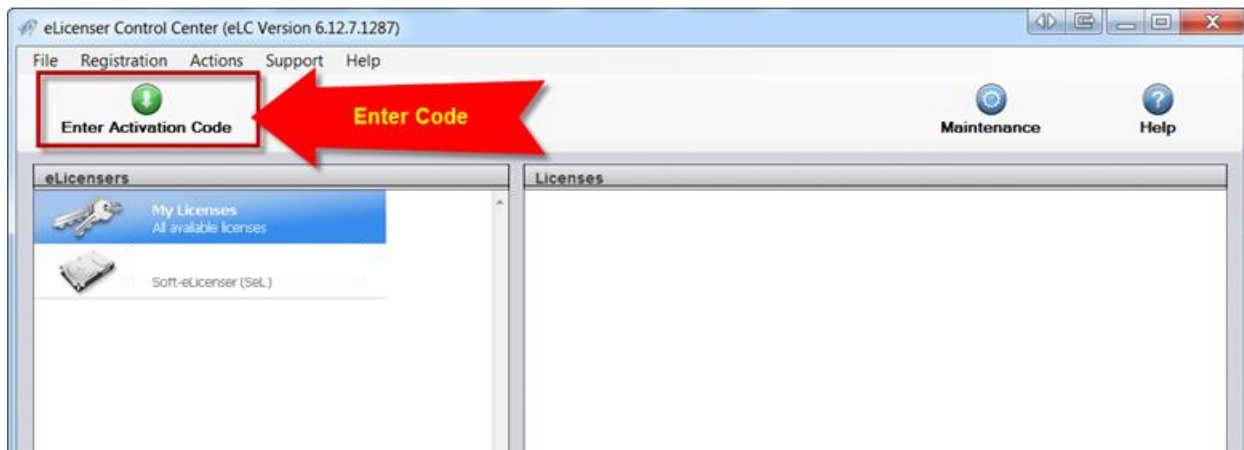 eLicenser Control Center (eLC Version 6.12.7.1287)
File Registration Actions Support Help
Enter Activation Code
Enter Code
Maintenance
Help
eLicensers
Licenses
My Licenses
All available licenses
Soft-eLicenser (SeL)